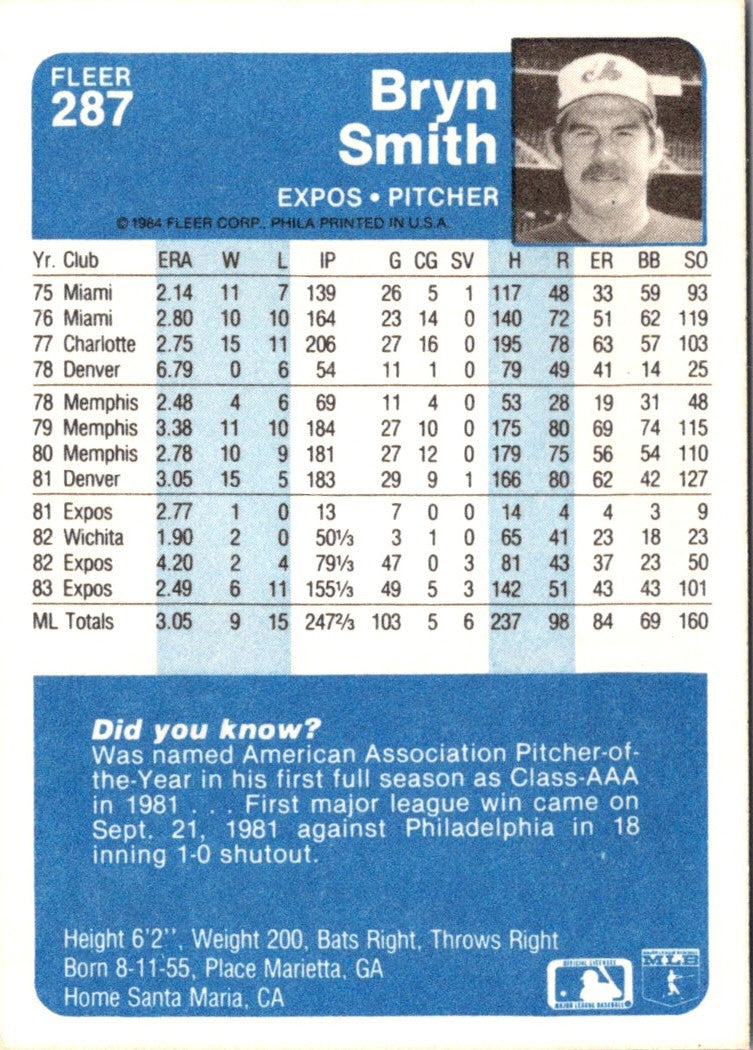 FLEER
287
Bryn
Smith
EXPOS • PITCHER
© 1984 FLEER CORP., PHILA PRINTED IN U.S.A.
Yr. Club ERA W L IP G CG SV H R ER BB SO
75 Miami 2.14 11 7 139 26 5 1 117 48 33 59 93
76 Miami 2.80 10 10 164 23 14 0 140 72 51 62 119
77 Charlotte 2.75 15 11 206 27 16 0 195 78 63 57 103
78 Denver 6.79 0 6 54 11 1 0 79 49 41 14 25
78 Memphis 2.48 4 6 69 11 4 0 53 28 19 31 48
79 Memphis 3.38 11 10 184 27 10 0 175 80 69 74 115
80 Memphis 2.78 10 9 181 27 12 0 179 75 56 54 110
81 Denver 3.05 15 5 183 29 9 1 166 80 62 42 127
81 Expos 2.77 1 0 13 7 0 0 14 4 4 3 9
82 Wichita 1.90 2 0 50⅓ 3 1 0 65 41 23 18 23
82 Expos 4.20 2 4 79⅓ 47 0 3 81 43 37 23 50
83 Expos 2.49 6 11 155⅓ 49 5 3 142 51 43 43 101
ML Totals 3.05 9 15 247⅔ 103 5 6 237 98 84 69 160
Did you know?
Was named American Association Pitcher-of-
the-Year in his first full season as Class-AAA
in 1981 . . . First major league win came on
Sept. 21, 1981 against Philadelphia in 18
inning 1-0 shutout.
Height 6'2'', Weight 200, Bats Right, Throws Right
Born 8-11-55, Place Marietta, GA
Home Santa Maria, CA
OFFICIAL LICENSEE
MAJOR LEAGUE BASEBALL
MLB